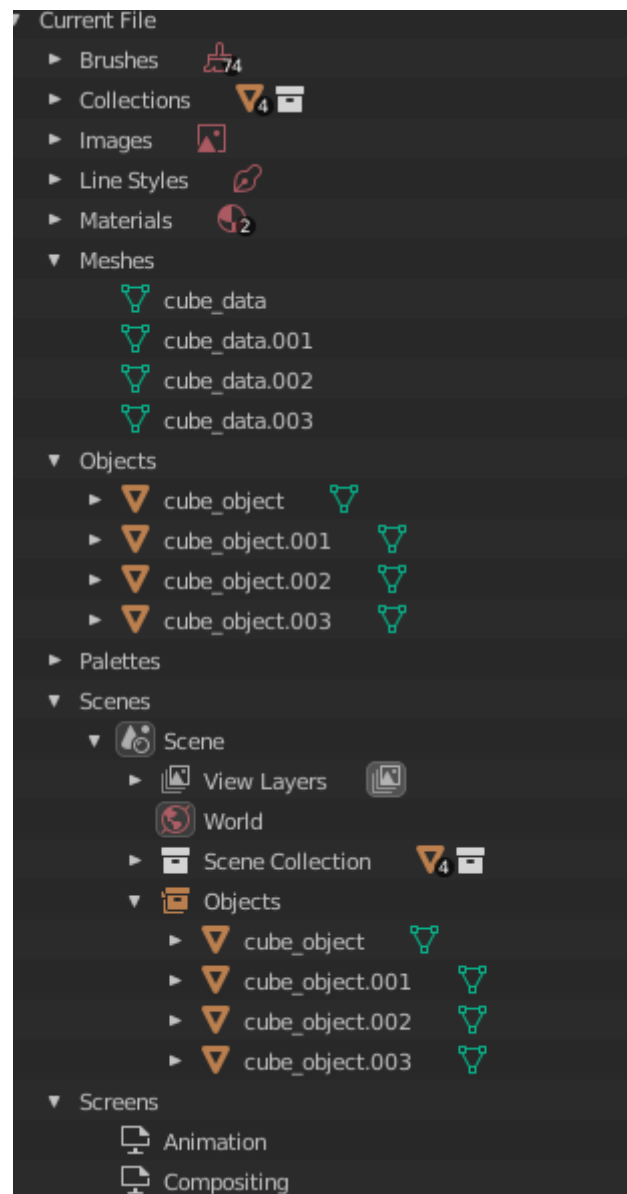 Current File
Brushes 74
Collections 4
Images
Line Styles
Materials 2
Meshes
cube_data
cube_data.001
cube_data.002
cube_data.003
Objects
cube_object
cube_object.001
cube_object.002
cube_object.003
Palettes
Scenes
Scene
View Layers
World
Scene Collection 4
Objects
cube_object
cube_object.001
cube_object.002
cube_object.003
Screens
Animation
Compositing